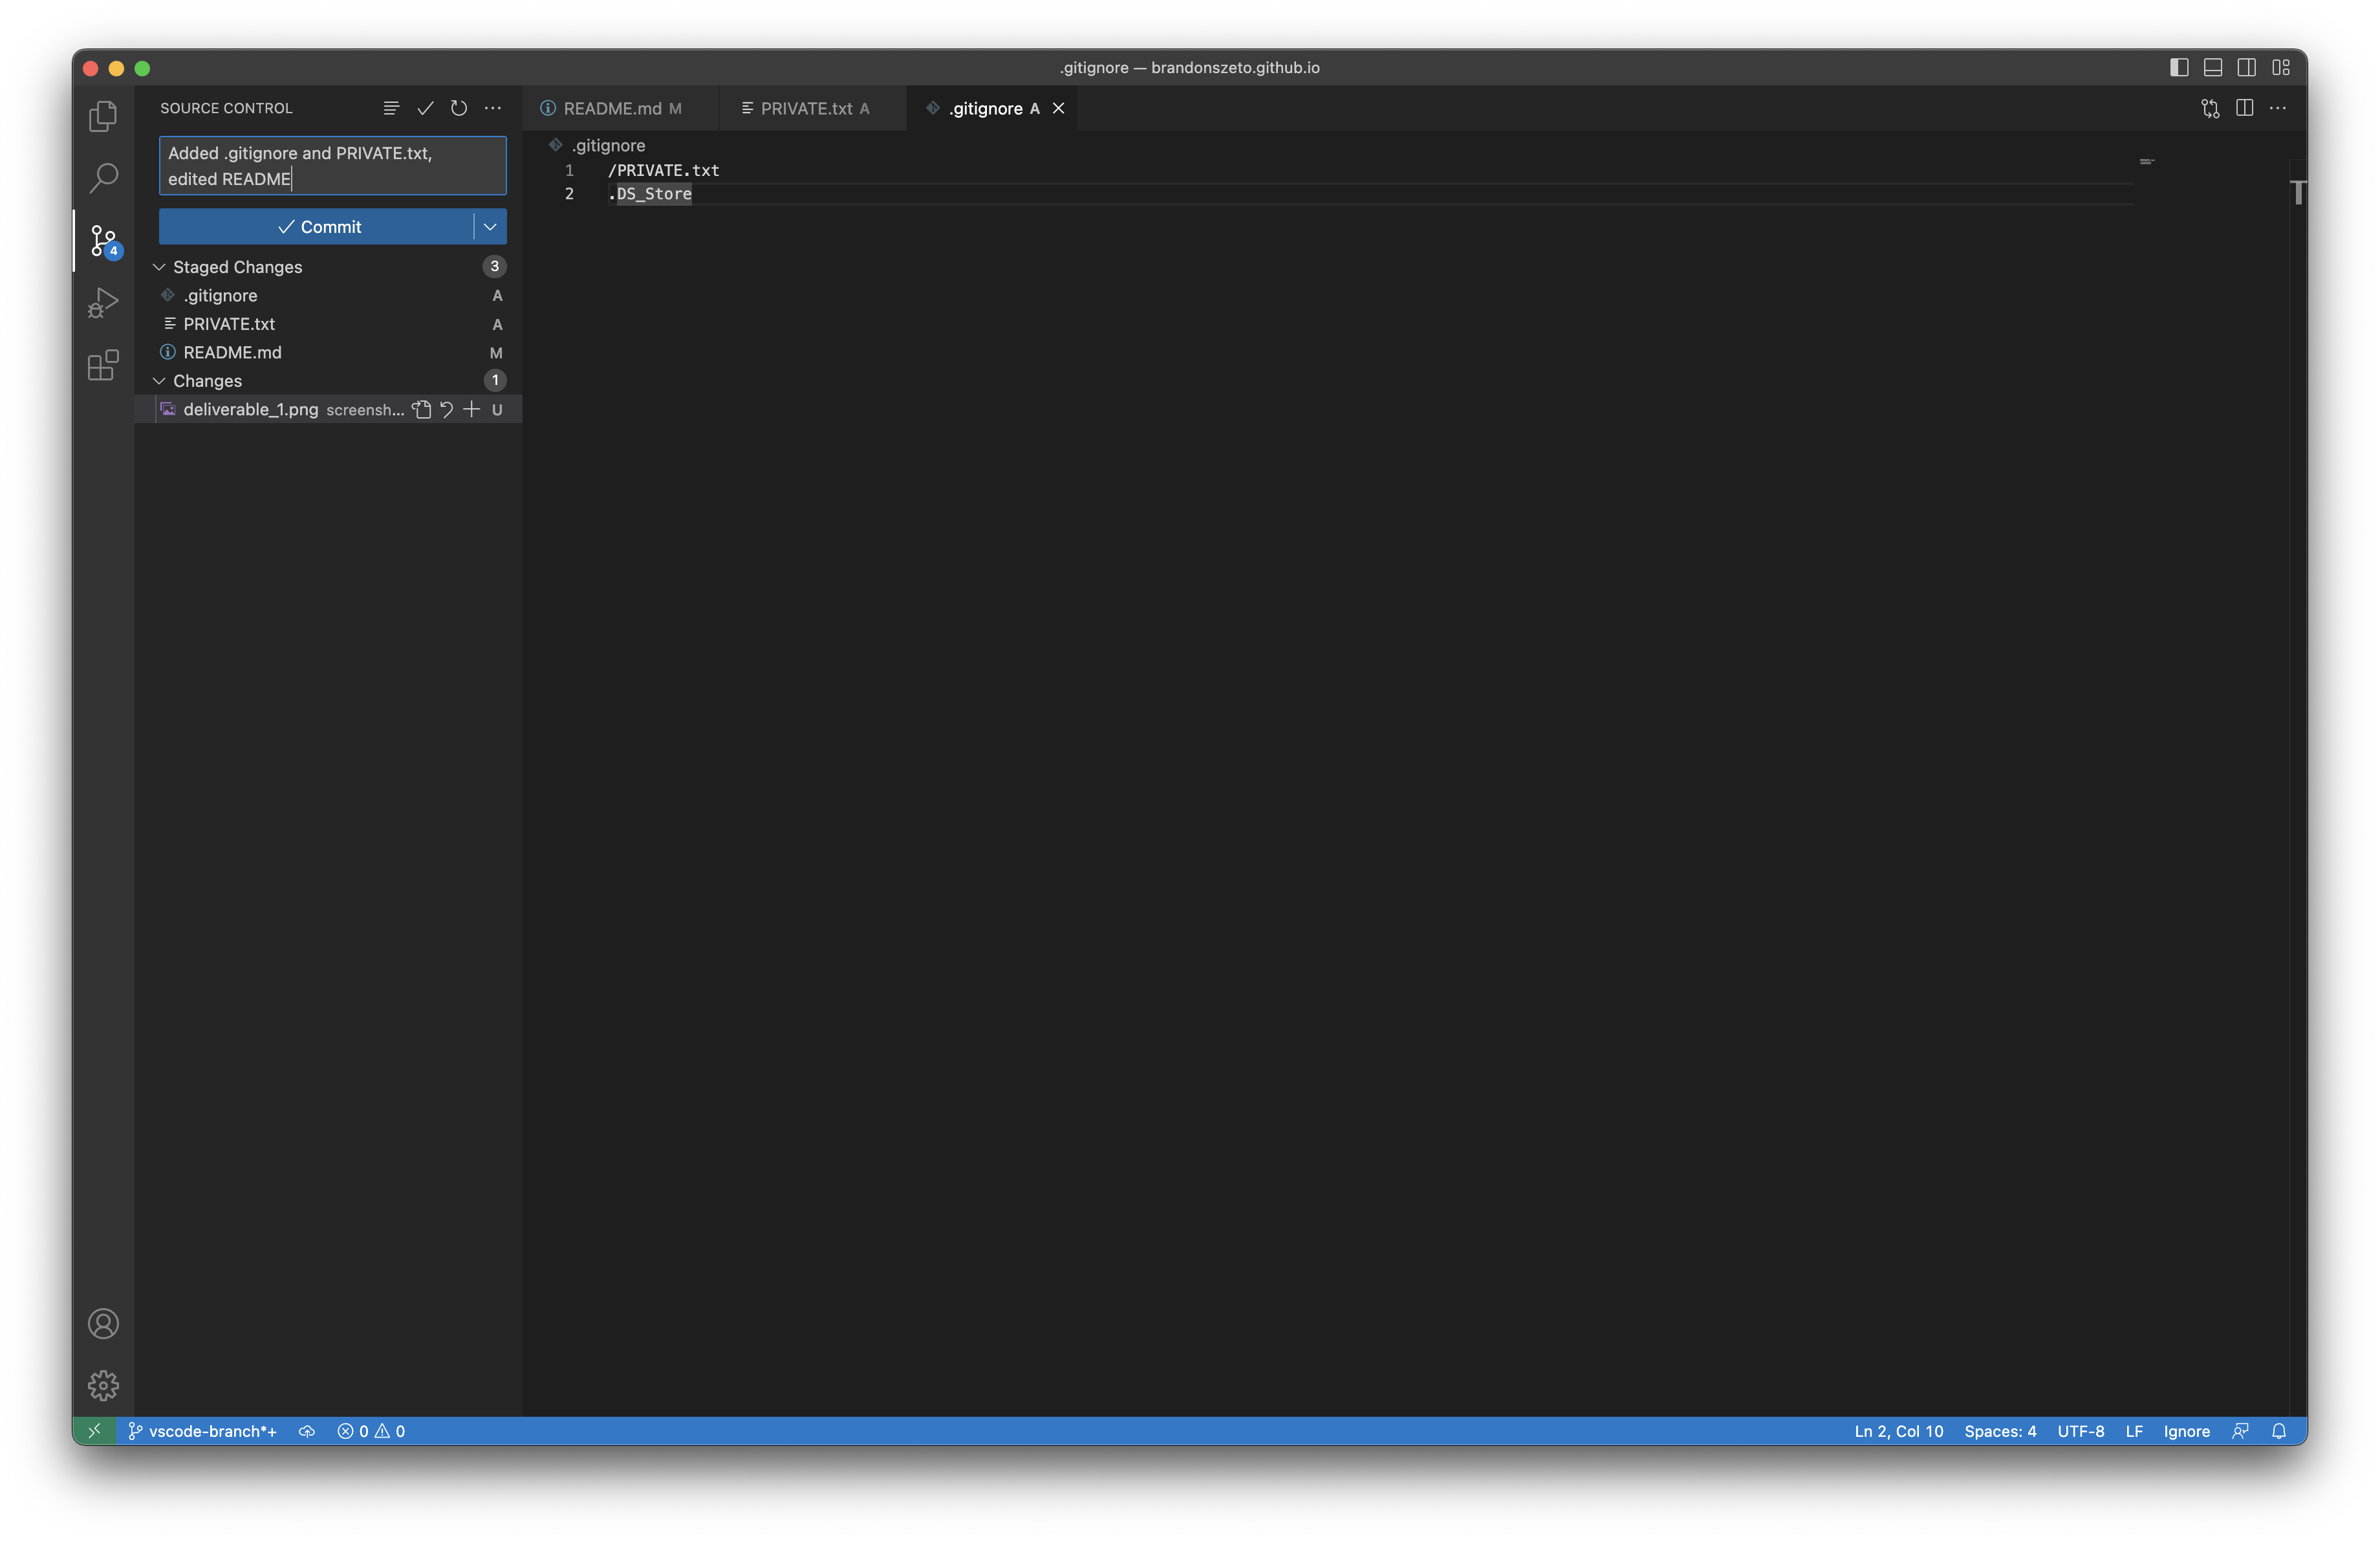 .gitignore — brandonszeto.github.io
SOURCE CONTROL
Added .gitignore and PRIVATE.txt,
edited README
Commit
4
Staged Changes 3
.gitignore A
PRIVATE.txt A
README.md M
Changes 1
deliverable_1.png screensh... U
README.md M PRIVATE.txt A .gitignore A
.gitignore
1 /PRIVATE.txt
2 .DS_Store
vscode-branch*+ 0 0 Ln 2, Col 10 Spaces: 4 UTF-8 LF Ignore